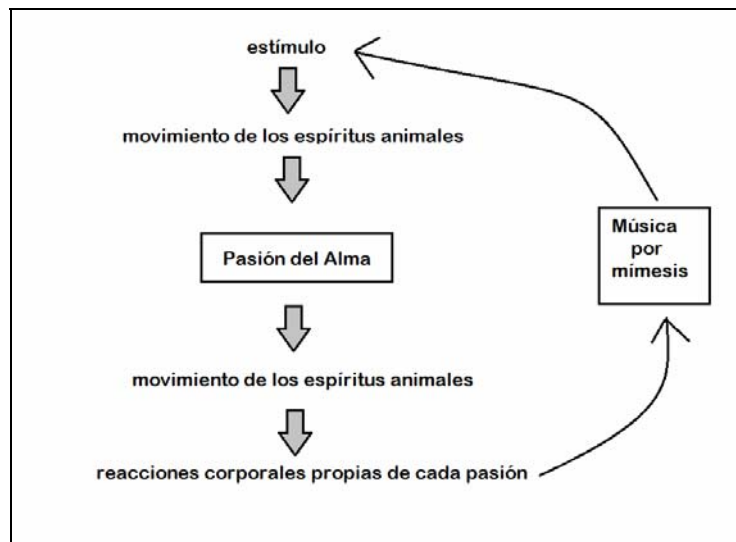 estímulo
movimiento de los espíritus animales
Pasión del Alma
Música
por
mímesis
movimiento de los espíritus animales
reacciones corporales propias de cada pasión